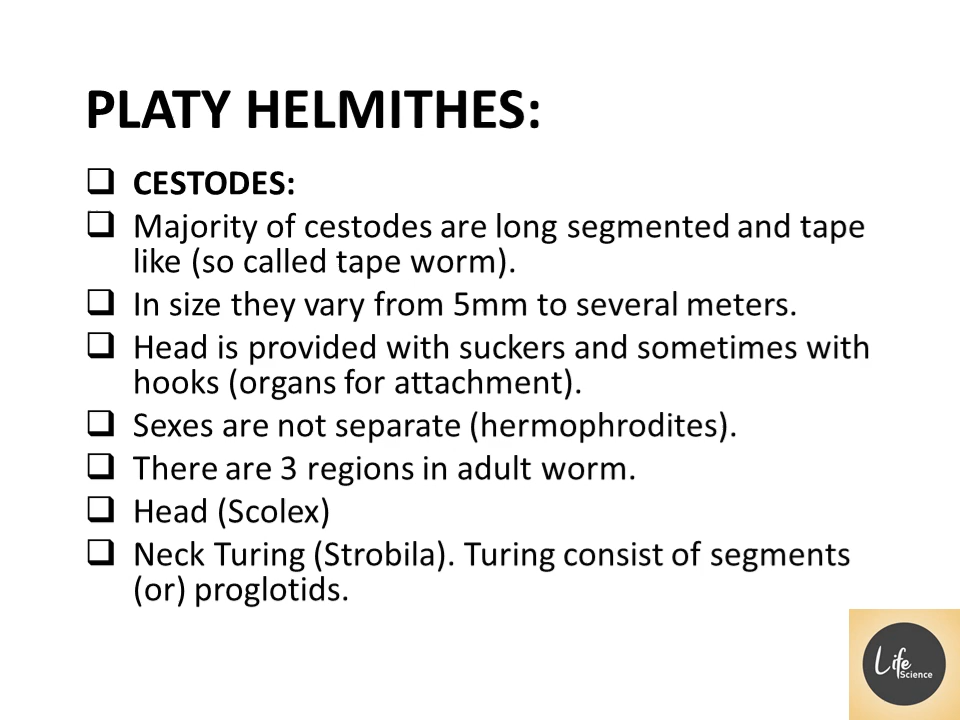 PLATY HELMITHES:
❑ CESTODES:
❑ Majority of cestodes are long segmented and tape
like (so called tape worm).
❑ In size they vary from 5mm to several meters.
❑ Head is provided with suckers and sometimes with
hooks (organs for attachment).
❑ Sexes are not separate (hermophrodites).
❑ There are 3 regions in adult worm.
❑ Head (Scolex)
❑ Neck Turing (Strobila). Turing consist of segments
(or) proglotids.
Life
Science